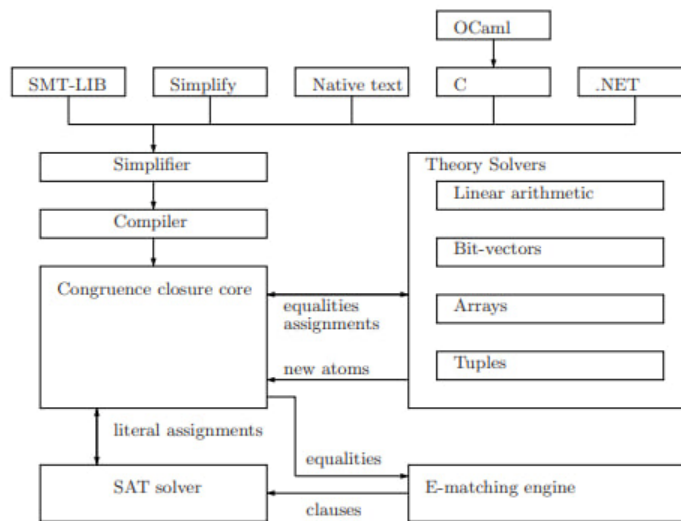 OCaml
SMT-LIB
Simplify
Native text
C
.NET
Simplifier
Theory Solvers
Linear arithmetic
Compiler
Bit-vectors
Congruence closure core
equalities
assignments
Arrays
new atoms
Tuples
literal assignments
equalities
SAT solver
E-matching engine
clauses